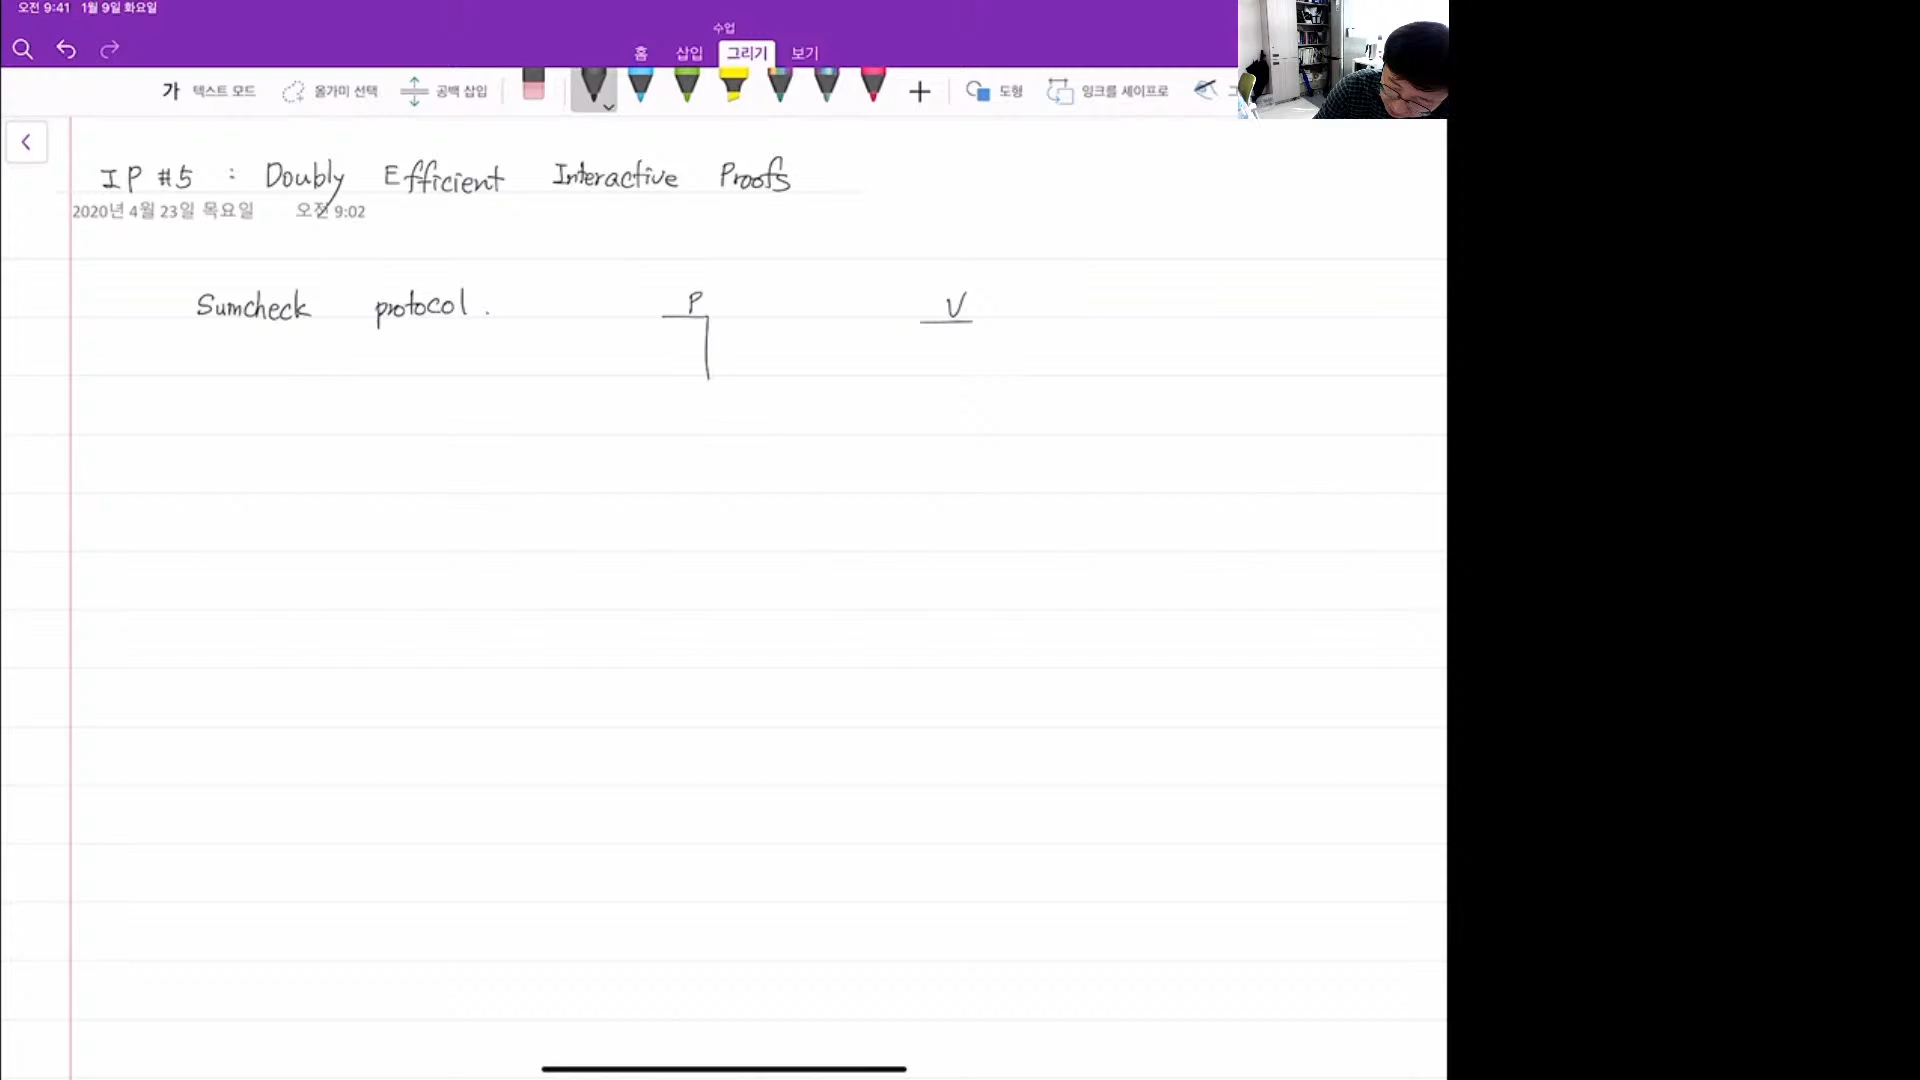 오전 9:41 1월 9일 화요일
수업
홈 삽입 그리기 보기
가 텍스트 모드 올가미 선택 공백 삽입 도형 잉크를 셰이프로
IP #5 : Doubly Efficient Interactive Proofs
2020년 4월 23일 목요일 오전 9:02
Sumcheck protocol . P V